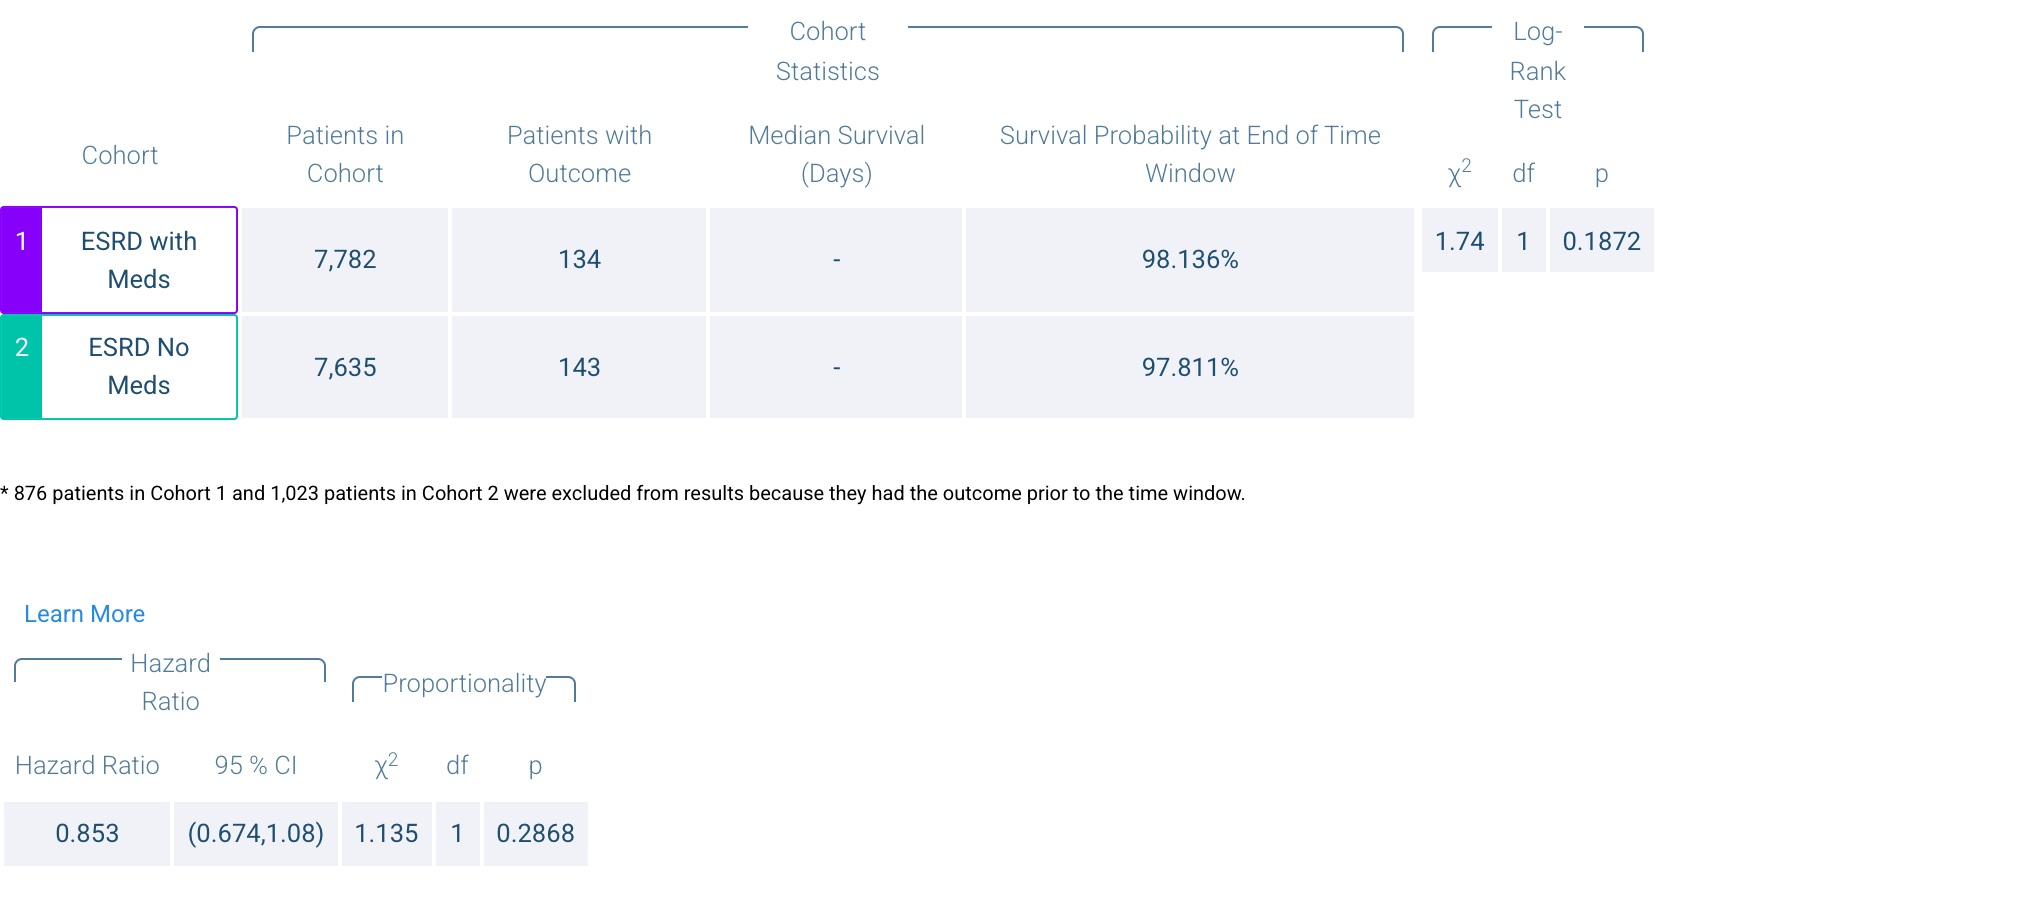 Cohort
Statistics
Log-
Rank
Test
Cohort
Patients in
Cohort
Patients with
Outcome
Median Survival
(Days)
Survival Probability at End of Time
Window
χ²
df
p
1
ESRD with
Meds
7,782
134
-
98.136%
1.74
1
0.1872
2
ESRD No
Meds
7,635
143
-
97.811%
* 876 patients in Cohort 1 and 1,023 patients in Cohort 2 were excluded from results because they had the outcome prior to the time window.
Learn More
Hazard
Ratio
Proportionality
Hazard Ratio
95 % CI
χ²
df
p
0.853
(0.674,1.08)
1.135
1
0.2868